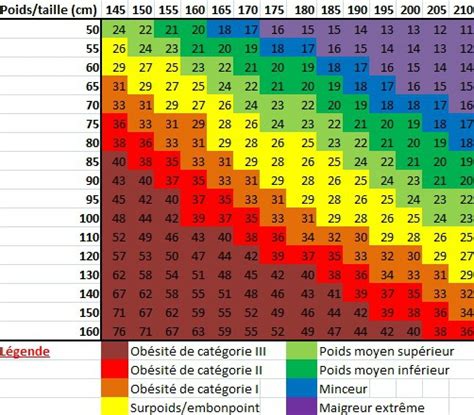 Poids/taille (cm) 145 150 155 160 165 170 175 180 185 190 195 200 205 210
50 24 22 21 20 18 17 16 15 15 14 13 13 12 11
55 26 24 23 21 20 19 18 17 16 15 14 14 13 12
60 29 27 25 23 22 21 20 19 18 17 16 15 14 14
65 31 29 27 25 24 22 21 20 19 18 17 16 15 15
70 33 31 29 27 26 24 23 22 20 19 18 18 17 16
75 36 33 31 29 28 26 24 23 22 21 20 19 18 17
80 38 36 33 31 29 28 26 25 23 22 21 20 19 18
85 40 38 35 33 31 29 28 26 25 24 22 21 20 19
90 43 40 37 35 33 31 29 28 26 25 24 23 21 20
95 45 42 40 37 35 33 31 29 28 26 25 24 23 22
100 48 44 42 39 37 35 33 31 29 28 26 25 24 23
110 52 49 46 43 40 38 36 34 32 30 29 28 26 25
120 57 53 50 47 44 42 39 37 35 33 32 30 29 27
130 62 58 54 51 48 45 42 40 38 36 34 33 31 29
140 67 62 58 55 51 48 46 43 41 39 37 35 33 32
150 71 67 62 59 55 52 49 46 44 42 39 38 36 34
160 76 71 67 63 59 55 52 49 47 44 42 40 38 36
Légende Obésité de catégorie III Poids moyen supérieur
Obésité de catégorie II Poids moyen inférieur
Obésité de catégorie I Minceur
Surpoids/embonpoint Maigreur extrême